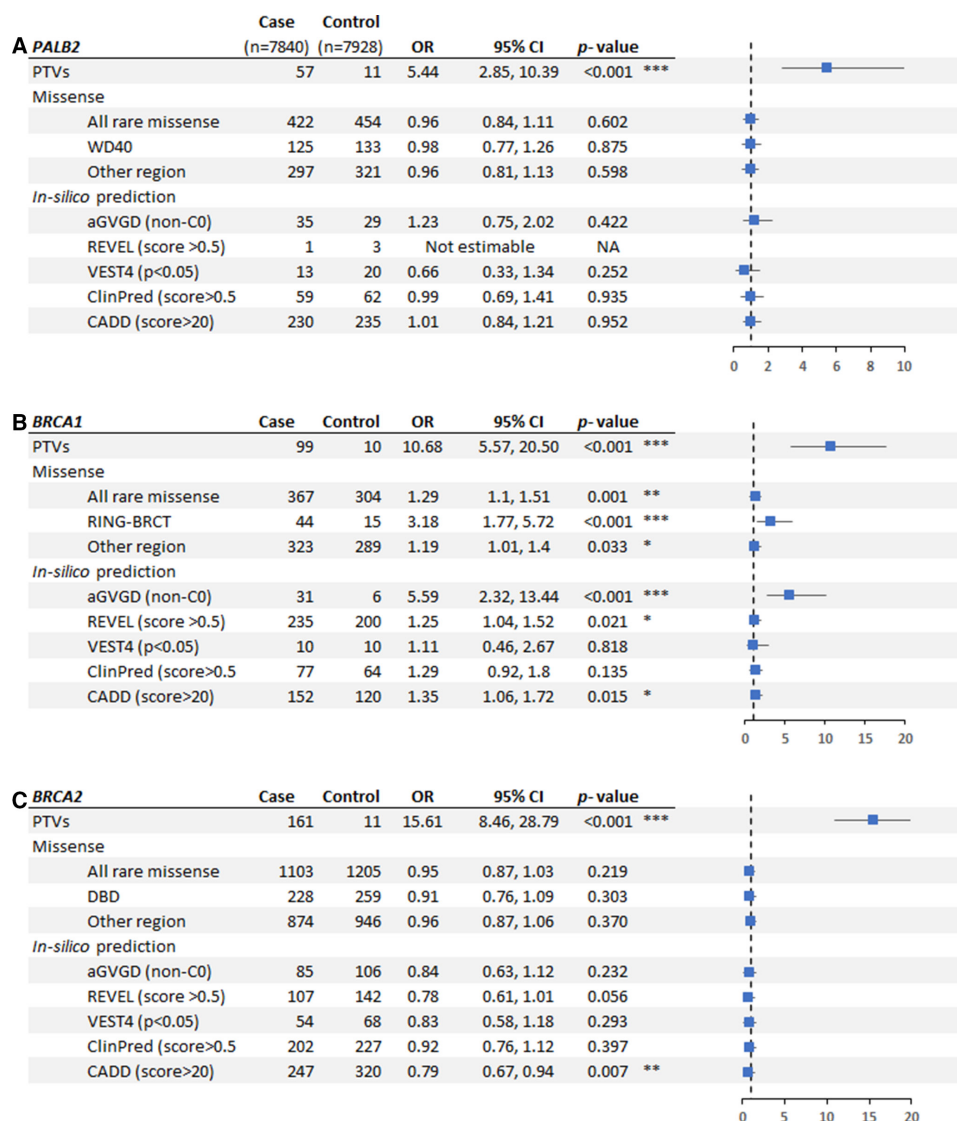 Case Control
A PALB2 (n=7840) (n=7928) OR 95% CI p- value
PTVs 57 11 5.44 2.85, 10.39 <0.001 ***
Missense
All rare missense 422 454 0.96 0.84, 1.11 0.602
WD40 125 133 0.98 0.77, 1.26 0.875
Other region 297 321 0.96 0.81, 1.13 0.598
In-silico prediction
aGVGD (non-C0) 35 29 1.23 0.75, 2.02 0.422
REVEL (score >0.5) 1 3 Not estimable NA
VEST4 (p<0.05) 13 20 0.66 0.33, 1.34 0.252
ClinPred (score>0.5 59 62 0.99 0.69, 1.41 0.935
CADD (score>20) 230 235 1.01 0.84, 1.21 0.952
0 2 4 6 8 10
B BRCA1 Case Control OR 95% CI p- value
PTVs 99 10 10.68 5.57, 20.50 <0.001 ***
Missense
All rare missense 367 304 1.29 1.1, 1.51 0.001 **
RING-BRCT 44 15 3.18 1.77, 5.72 <0.001 ***
Other region 323 289 1.19 1.01, 1.4 0.033 *
In-silico prediction
aGVGD (non-C0) 31 6 5.59 2.32, 13.44 <0.001 ***
REVEL (score >0.5) 235 200 1.25 1.04, 1.52 0.021 *
VEST4 (p<0.05) 10 10 1.11 0.46, 2.67 0.818
ClinPred (score>0.5 77 64 1.29 0.92, 1.8 0.135
CADD (score>20) 152 120 1.35 1.06, 1.72 0.015 *
0 5 10 15 20
C BRCA2 Case Control OR 95% CI p- value
PTVs 161 11 15.61 8.46, 28.79 <0.001 ***
Missense
All rare missense 1103 1205 0.95 0.87, 1.03 0.219
DBD 228 259 0.91 0.76, 1.09 0.303
Other region 874 946 0.96 0.87, 1.06 0.370
In-silico prediction
aGVGD (non-C0) 85 106 0.84 0.63, 1.12 0.232
REVEL (score >0.5) 107 142 0.78 0.61, 1.01 0.056
VEST4 (p<0.05) 54 68 0.83 0.58, 1.18 0.293
ClinPred (score>0.5 202 227 0.92 0.76, 1.12 0.397
CADD (score>20) 247 320 0.79 0.67, 0.94 0.007 **
0 5 10 15 20